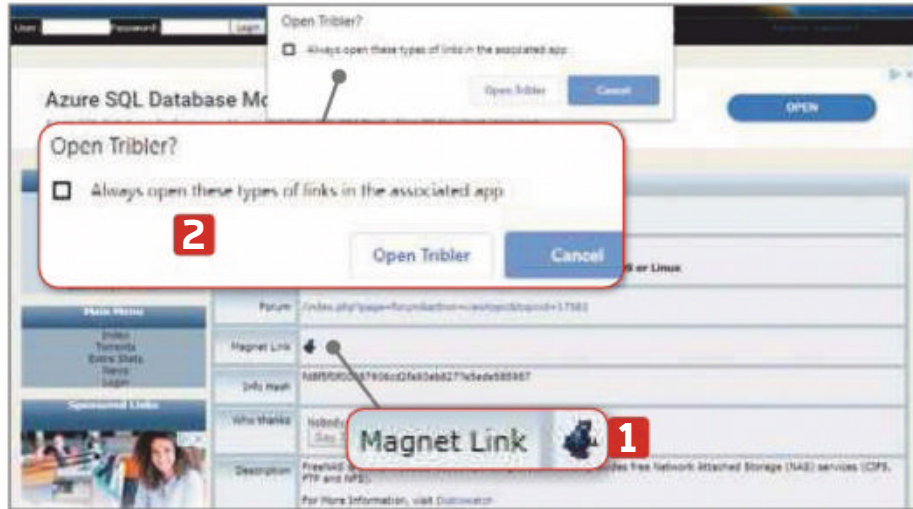 User
Password
Login
Open Tribler?
Always open these types of links in the associated app
Open Tribler
Cancel
Azure SQL Database Mo
OPEN
Open Tribler?
Always open these types of links in the associated app
2
Open Tribler
Cancel
or Linux
Main Menu
Index
Torrents
Extra Stats
News
Login
Sponsored Links
Forum
Magnet Link
Info Hash
Who thanks
Nobody
Magnet Link
1
Description
FreeNAS
des free Network Attached Storage (NAS) services (CIFS,
FTP and NFS).
For More Information, visit Distrowatch